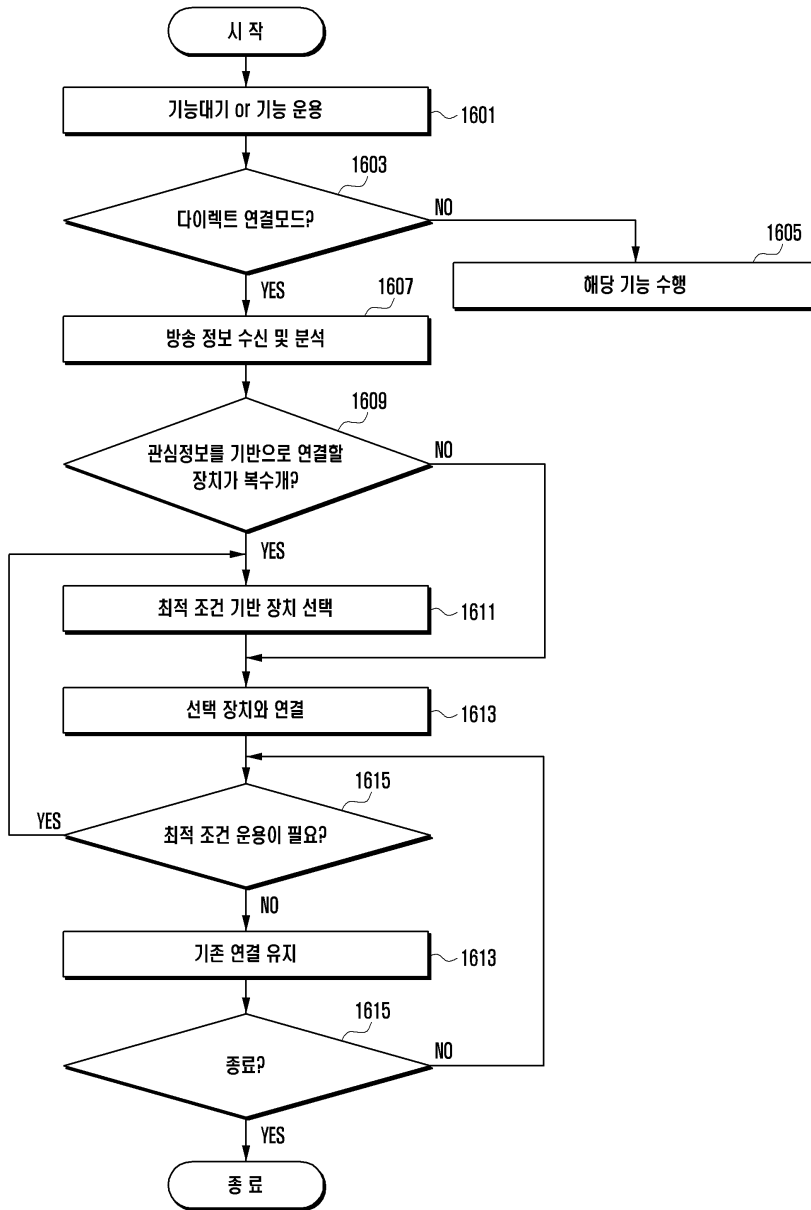 시 작
기능대기 or 기능 운용
1601
1603
다이렉트 연결모드?
NO
1605
해당 기능 수행
YES
1607
방송 정보 수신 및 분석
1609
관심정보를 기반으로 연결할
장치가 복수개?
NO
YES
최적 조건 기반 장치 선택
1611
선택 장치와 연결
1613
1615
YES
최적 조건 운용이 필요?
NO
기존 연결 유지
1613
1615
종료?
NO
YES
종 료